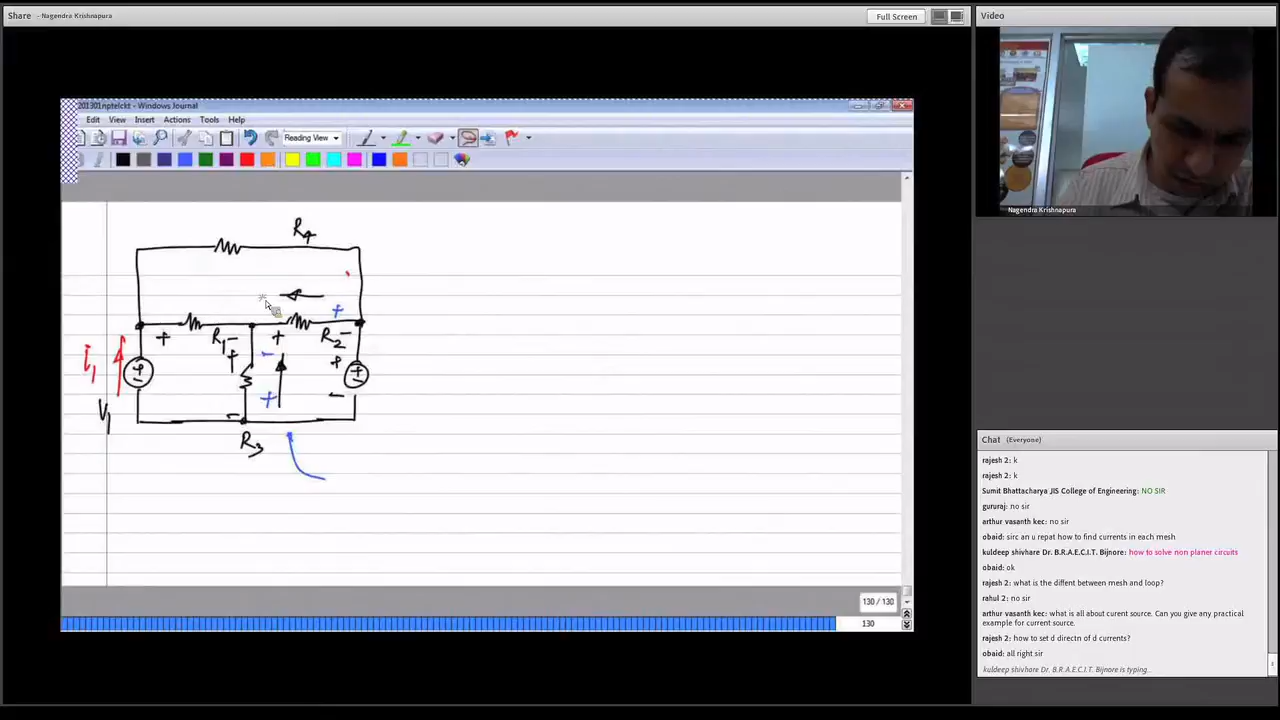 Share - Nagendra Krishnapura
Full Screen
Video
Nagendra Krishnapura
201301nptelckt - Windows Journal
Edit View Insert Actions Tools Help
Reading View
R4
+ R1 - + R2 -
+
i1
+ -
V1
+ -
- +
+ -
+ -
R3
130 / 130
130
Chat (Everyone)
rajesh 2: k
rajesh 2: k
Sumit Bhattacharya JIS College of Engineering: NO SIR
gururaj: no sir
arthur vasanth kec: no sir
obaid: sirc an u repat how to find currents in each mesh
kuldeep shivhare Dr. B.R.A.E.C.I.T. Bijnore: how to solve non planer circuits
obaid: ok
rajesh 2: what is the diffent between mesh and loop?
rahul 2: no sir
arthur vasanth kec: what is all about curent source. Can you give any practical
example for current source.
rajesh 2: how to set d directn of d currents?
obaid: all right sir
kuldeep shivhare Dr. B.R.A.E.C.I.T. Bijnore is typing...